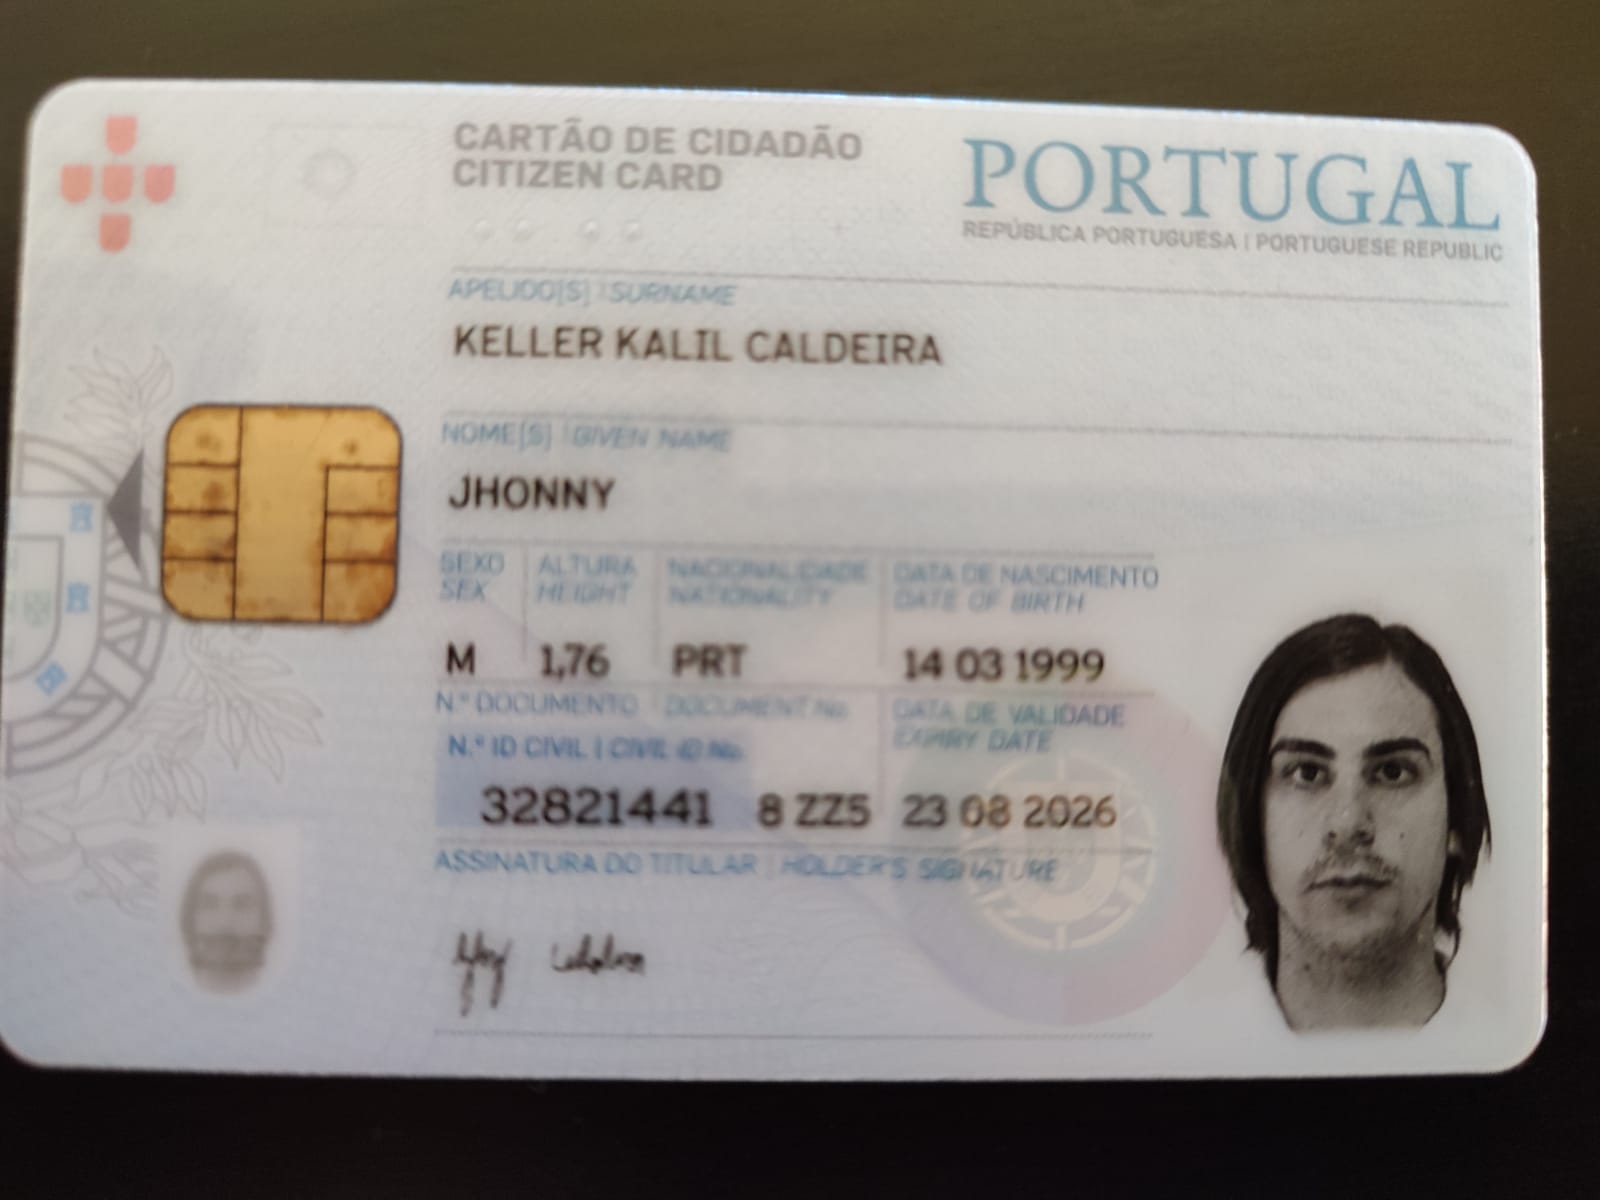 CARTÃO DE CIDADÃO
CITIZEN CARD
PORTUGAL
REPÚBLICA PORTUGUESA | PORTUGUESE REPUBLIC
APELIDO[S] | SURNAME
KELLER KALIL CALDEIRA
NOME[S] | GIVEN NAME
JHONNY
SEXO ALTURA NACIONALIDADE DATA DE NASCIMENTO
SEX HEIGHT NATIONALITY DATE OF BIRTH
M 1,76 PRT 14 03 1999
N.º DOCUMENTO | DOCUMENT No. DATA DE VALIDADE
N.º ID CIVIL | CIVIL ID No. EXPIRY DATE
32821441 8 ZZ5 23 08 2026
ASSINATURA DO TITULAR | HOLDER'S SIGNATURE